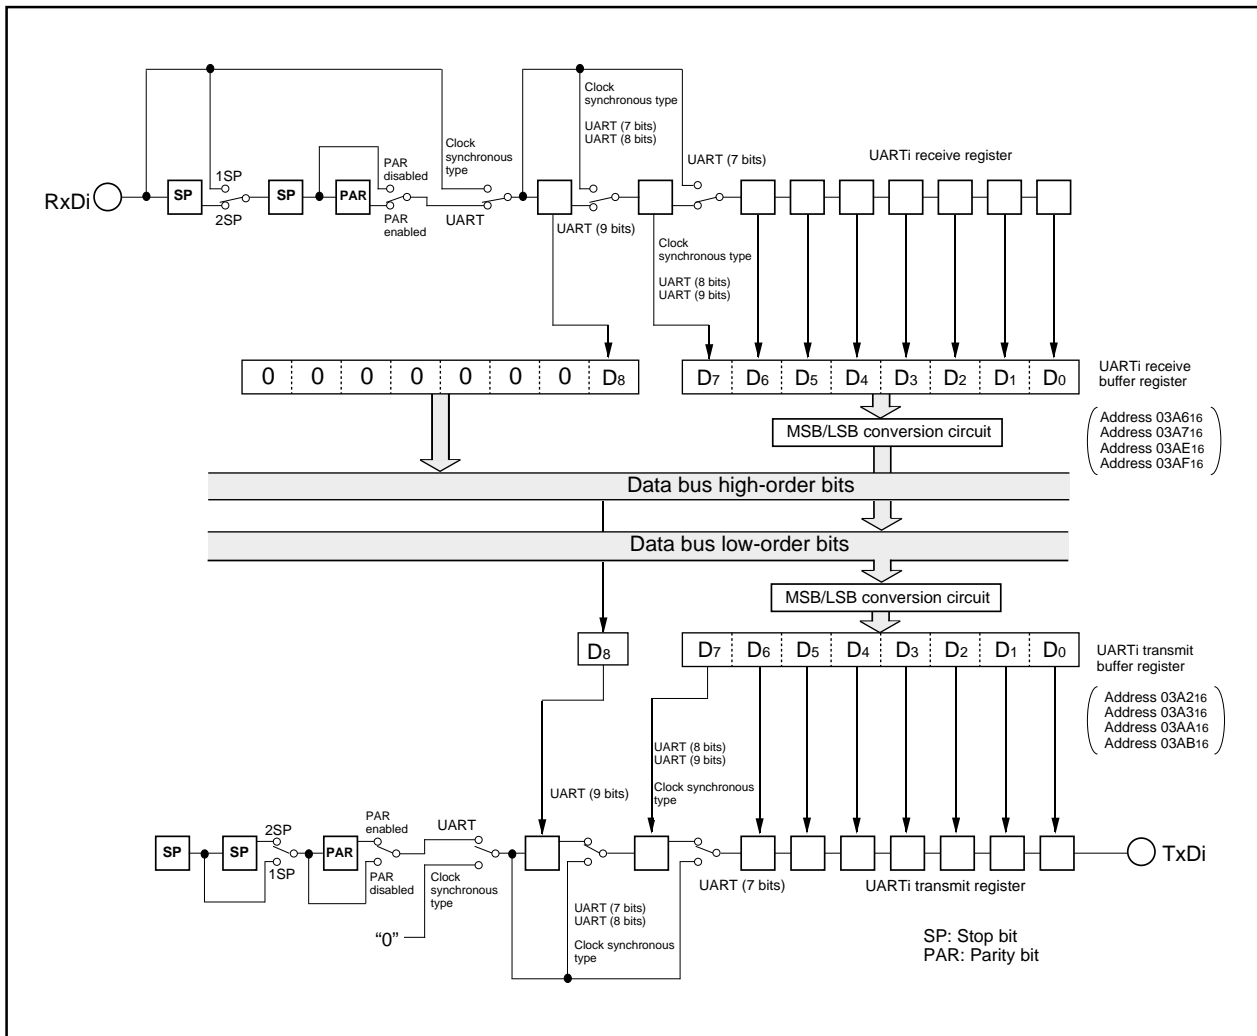 Clock
synchronous type
UART (7 bits)
UART (8 bits)
Clock
synchronous
type
PAR
disabled
UART (7 bits)
UARTi receive register
1SP
RxDi
SP
SP
PAR
2SP
PAR
enabled
UART
UART (9 bits)
Clock
synchronous type
UART (8 bits)
UART (9 bits)
0 0 0 0 0 0 0 D8
D7 D6 D5 D4 D3 D2 D1 D0
UARTi receive
buffer register
MSB/LSB conversion circuit
Address 03A616
Address 03A716
Address 03AE16
Address 03AF16
Data bus high-order bits
Data bus low-order bits
MSB/LSB conversion circuit
D8
D7 D6 D5 D4 D3 D2 D1 D0
UARTi transmit
buffer register
Address 03A216
Address 03A316
Address 03AA16
Address 03AB16
UART (8 bits)
UART (9 bits)
Clock synchronous
type
UART (9 bits)
PAR
enabled
UART
2SP
SP
SP
PAR
TxDi
1SP
PAR
disabled
Clock
synchronous
type
UART (7 bits)
UARTi transmit register
UART (7 bits)
UART (8 bits)
Clock synchronous
type
“0”
SP: Stop bit
PAR: Parity bit